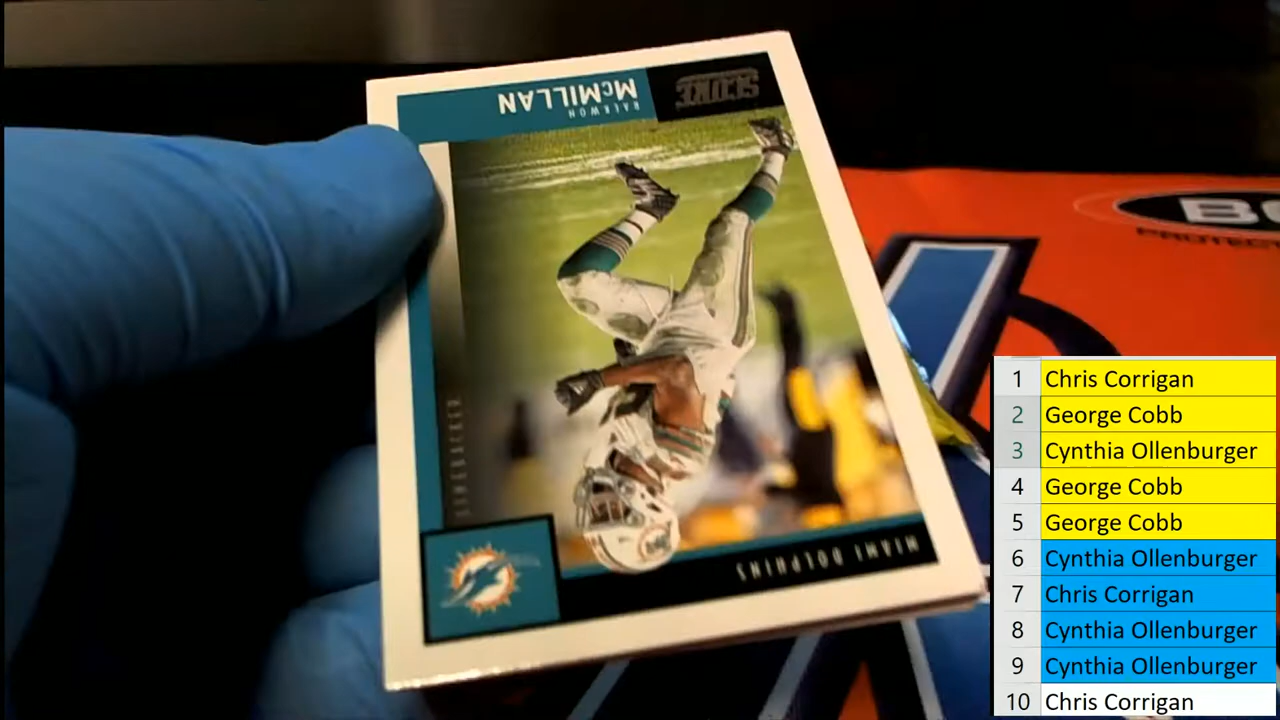 RAEKWON
McMILLAN
SCORE
LINEBACKER
MIAMI DOLPHINS
1 Chris Corrigan
2 George Cobb
3 Cynthia Ollenburger
4 George Cobb
5 George Cobb
6 Cynthia Ollenburger
7 Chris Corrigan
8 Cynthia Ollenburger
9 Cynthia Ollenburger
10 Chris Corrigan